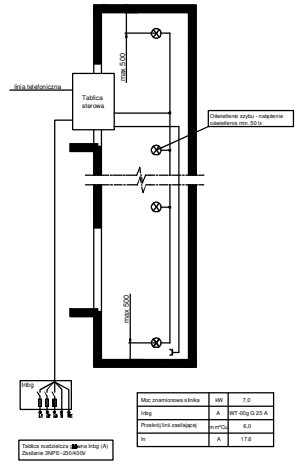 max 500
linia telefoniczna
Tablica
sterowa
Oświetlenie szybu - natężenie
oświetlenia min. 50 lx
max 500
Inbg
Tablica rozdzielcza główna Inbg (A)
Zasilanie 3NPE~230/400V
Moc znamionowa silnika kW 7,0
Inbg A WT-00g G 25 A
Przekrój linii zasilającej mm²Cu 6,0
In A 17,6